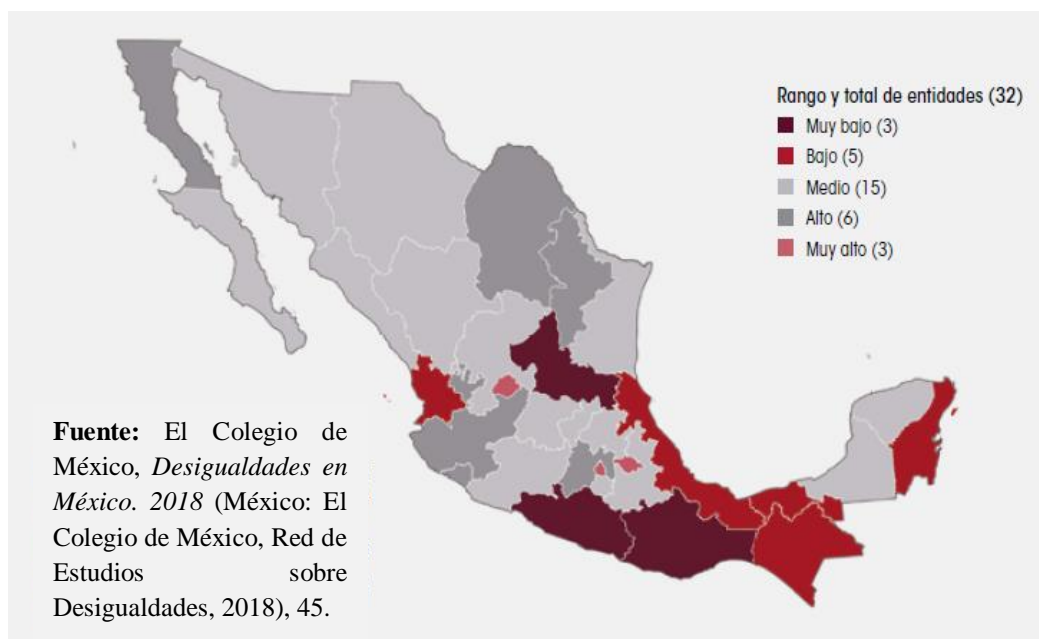 Rango y total de entidades (32)
Muy bajo (3)
Bajo (5)
Medio (15)
Alto (6)
Muy alto (3)
Fuente: El Colegio de
México, Desigualdades en
México. 2018 (México: El
Colegio de México, Red de
Estudios sobre
Desigualdades, 2018), 45.